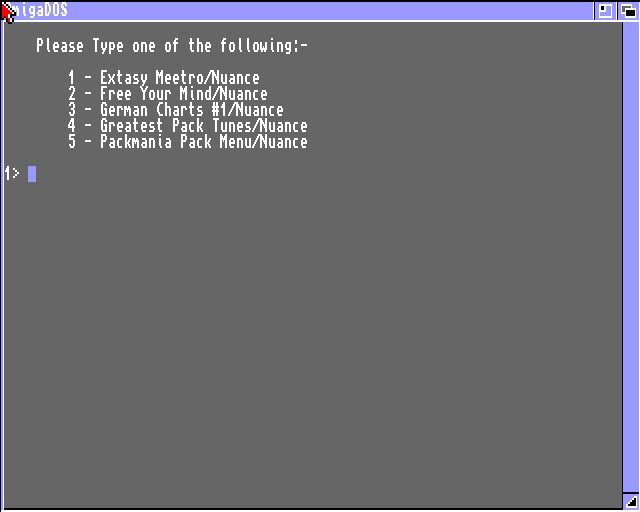 migaDOS
Please Type one of the following:-
1 - Extasy Meetro/Nuance
2 - Free Your Mind/Nuance
3 - German Charts #1/Nuance
4 - Greatest Pack Tunes/Nuance
5 - Packmania Pack Menu/Nuance
1>